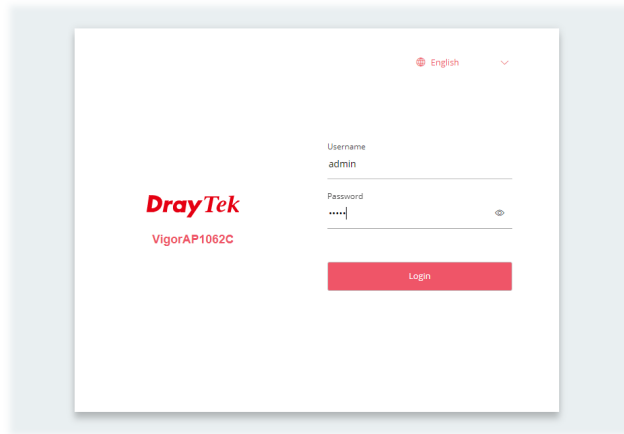 English
Username
admin
Password
•••••
DrayTek
VigorAP1062C
Login